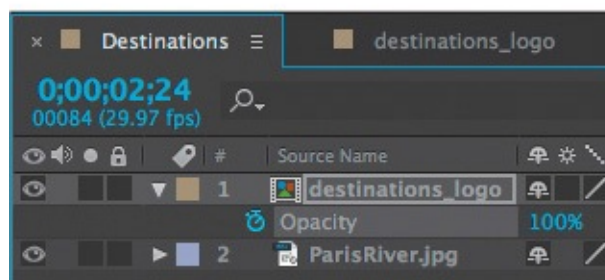 × Destinations ≡ destinations_logo
0;00;02;24
00084 (29.97 fps)
# Source Name
1 destinations_logo
Opacity 100%
2 ParisRiver.jpg